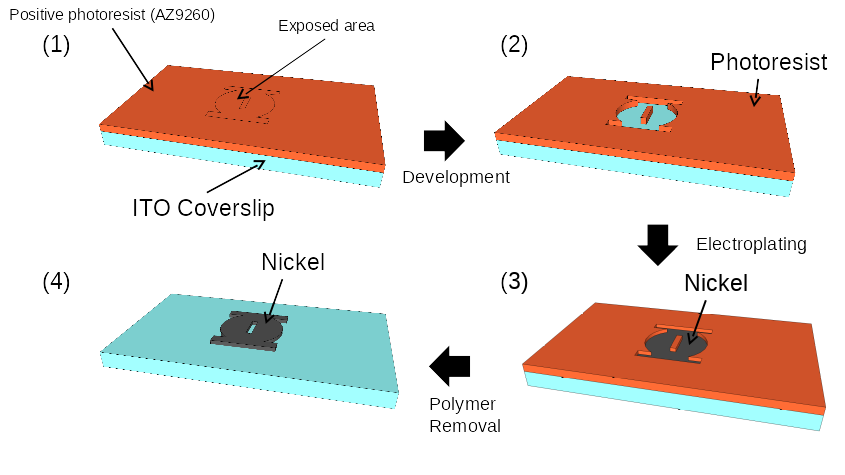 Positive photoresist (AZ9260)
Exposed area
(1)
(2)
Photoresist
Development
ITO Coverslip
Electroplating
(4)
Nickel
(3)
Nickel
Polymer
Removal